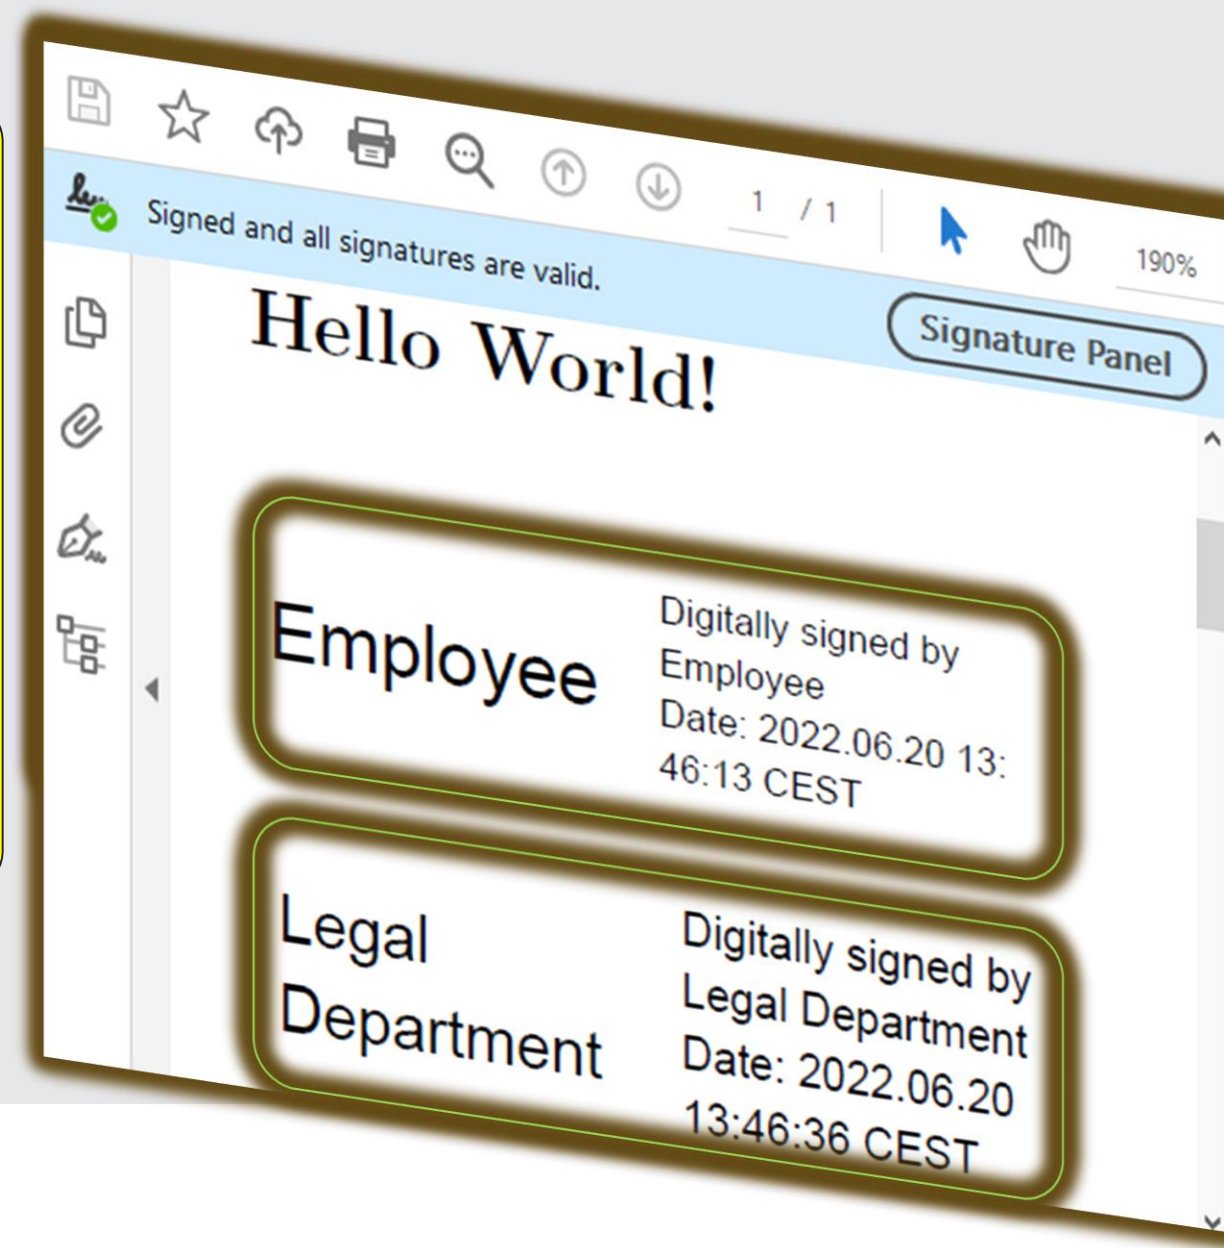 1 / 1
190%
Signed and all signatures are valid.
Signature Panel
Hello World!
Employee
Digitally signed by
Employee
Date: 2022.06.20 13:
46:13 CEST
Legal
Department
Digitally signed by
Legal Department
Date: 2022.06.20
13:46:36 CEST